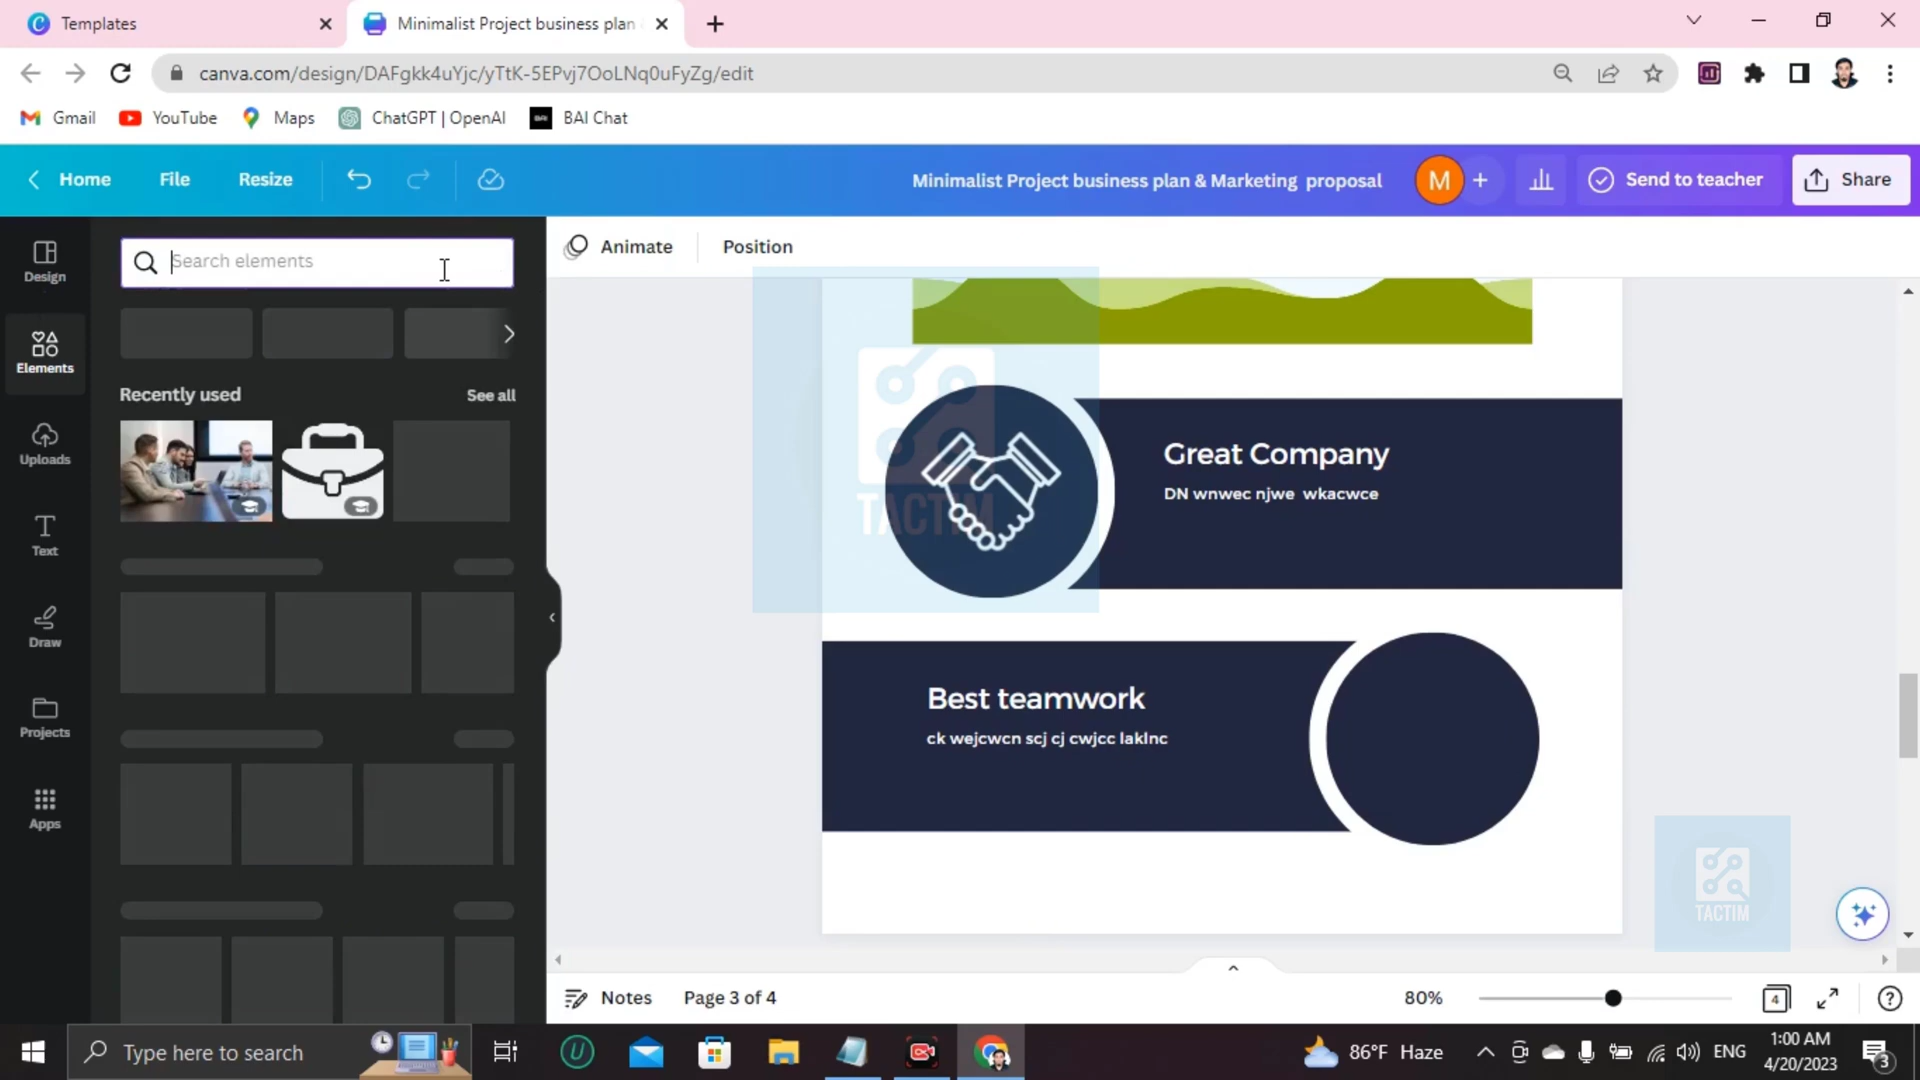 Templates
Minimalist Project business plan
canva.com/design/DAFgkk4uYjc/yTtK-5EPvj7OoLNq0uFyZg/edit
Gmail
YouTube
Maps
ChatGPT | OpenAI
BAI Chat
Home
File
Resize
Minimalist Project business plan & Marketing proposal
M
Send to teacher
Share
Design
Elements
Uploads
Text
Draw
Projects
Apps
Search elements
Recently used
See all
Animate
Position
TACTIM
Great Company
DN wnwec njwe wkacwce
Best teamwork
ck wejcwcn scj cj cwjcc laklnc
TACTIM
Notes
Page 3 of 4
80%
4
Type here to search
86°F Haze
ENG
1:00 AM
4/20/2023
3